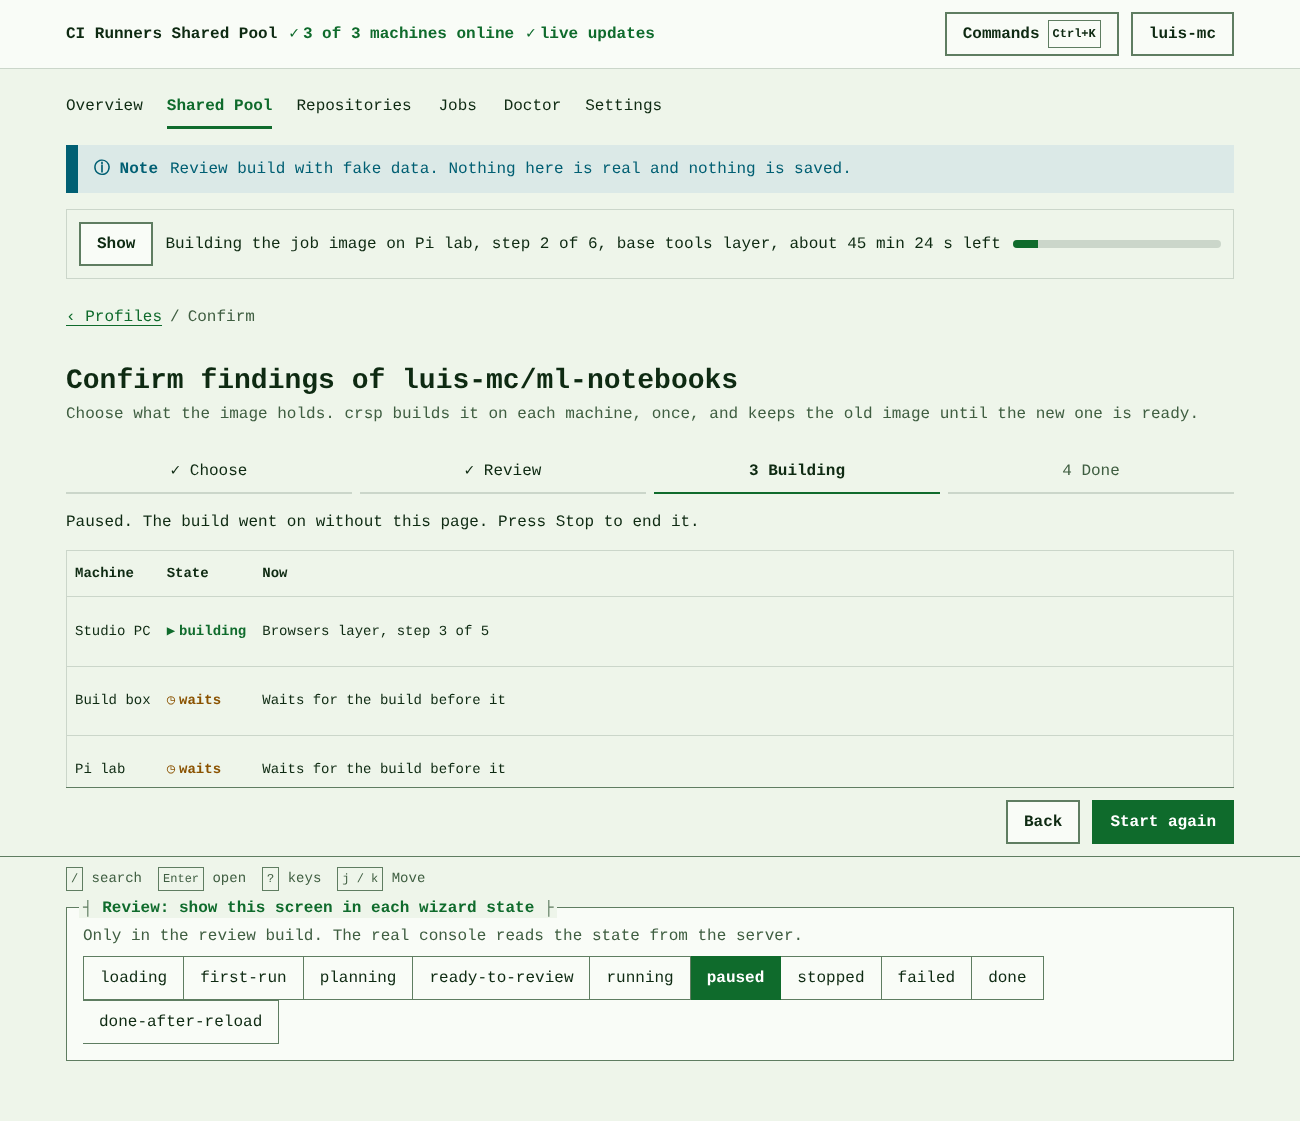 CI Runners Shared Pool ✓ 3 of 3 machines online ✓ live updates
Commands Ctrl+K luis-mc
Overview Shared Pool Repositories Jobs Doctor Settings
ⓘ Note Review build with fake data. Nothing here is real and nothing is saved.
Show Building the job image on Pi lab, step 2 of 6, base tools layer, about 45 min 24 s left
‹ Profiles / Confirm
Confirm findings of luis-mc/ml-notebooks
Choose what the image holds. crsp builds it on each machine, once, and keeps the old image until the new one is ready.
✓ Choose ✓ Review 3 Building 4 Done
Paused. The build went on without this page. Press Stop to end it.
Machine State Now
Studio PC ▶ building Browsers layer, step 3 of 5
Build box ◷ waits Waits for the build before it
Pi lab ◷ waits Waits for the build before it
Back Start again
/ search Enter open ? keys j / k Move
┤ Review: show this screen in each wizard state ├
Only in the review build. The real console reads the state from the server.
loading first-run planning ready-to-review running paused stopped failed done
done-after-reload